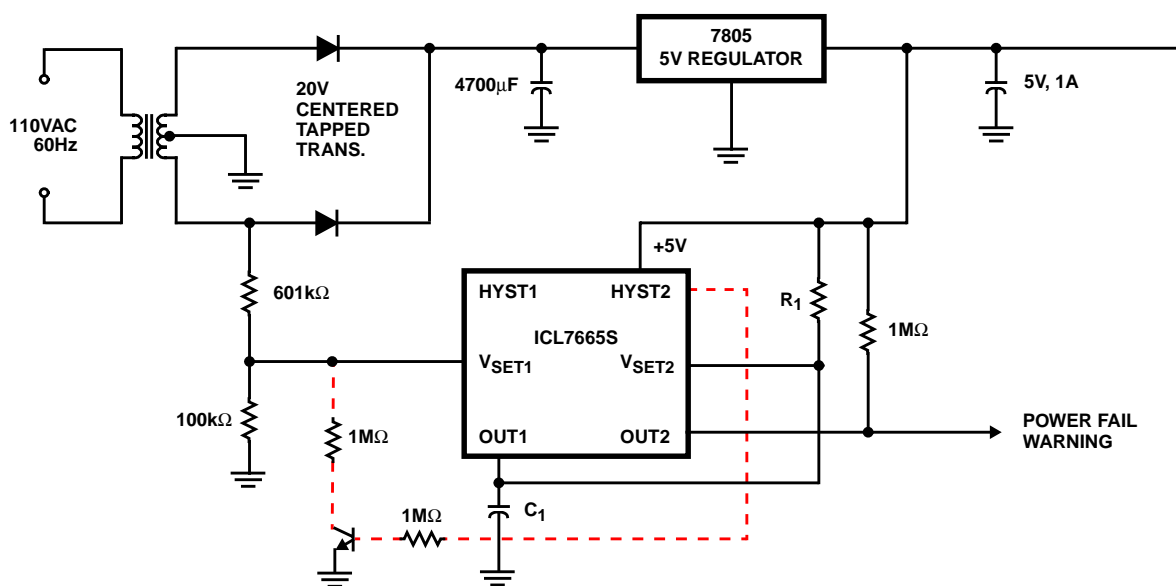 7805
5V REGULATOR
110VAC
60Hz
20V
CENTERED
TAPPED
TRANS.
4700μF
5V, 1A
+5V
601kΩ
HYST1
HYST2
R1
ICL7665S
1MΩ
VSET1
VSET2
100kΩ
1MΩ
OUT1
OUT2
POWER FAIL
WARNING
C1
1MΩ